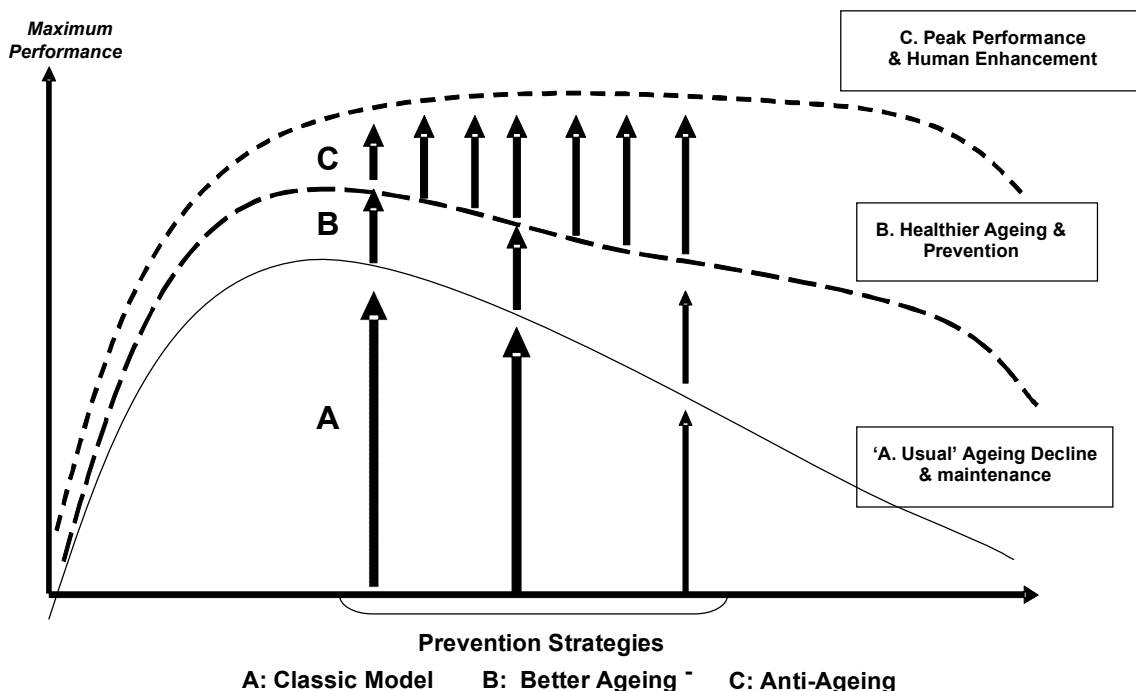 Maximum
Performance
C. Peak Performance
& Human Enhancement
C
B
B. Healthier Ageing &
Prevention
A
‘A. Usual’ Ageing Decline
& maintenance
Prevention Strategies
A: Classic Model B: Better Ageing - C: Anti-Ageing